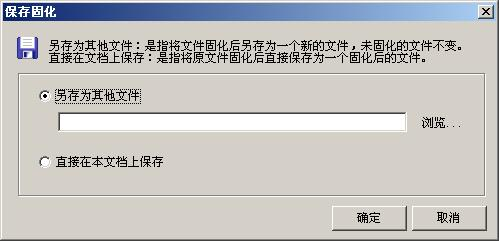 保存固化
另存为其他文件：是指将文件固化后另存为一个新的文件，未固化的文件不变。
直接在文档上保存：是指将原文件固化后直接保存为一个固化后的文件。
另存为其他文件
浏览...
直接在本文档上保存
确定
取消